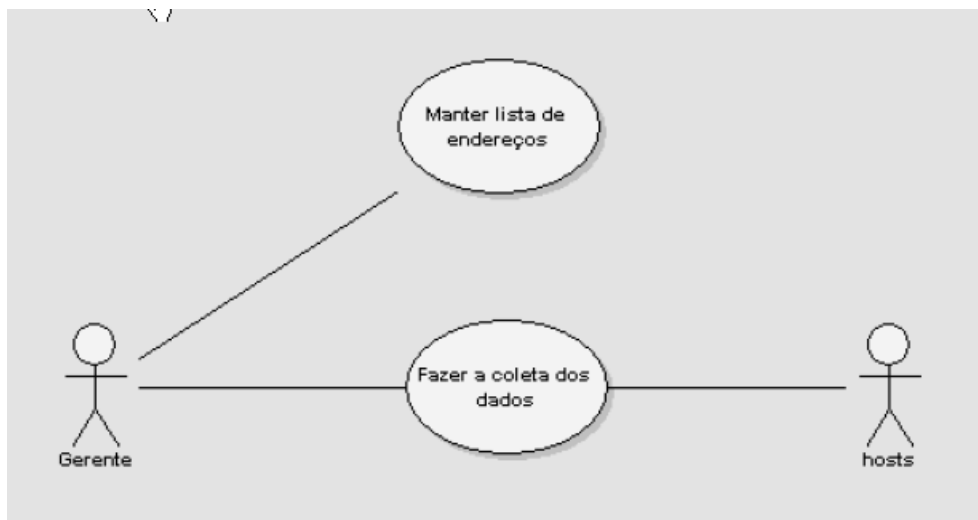 Manter lista de
endereços
Fazer a coleta dos
dados
Gerente
hosts